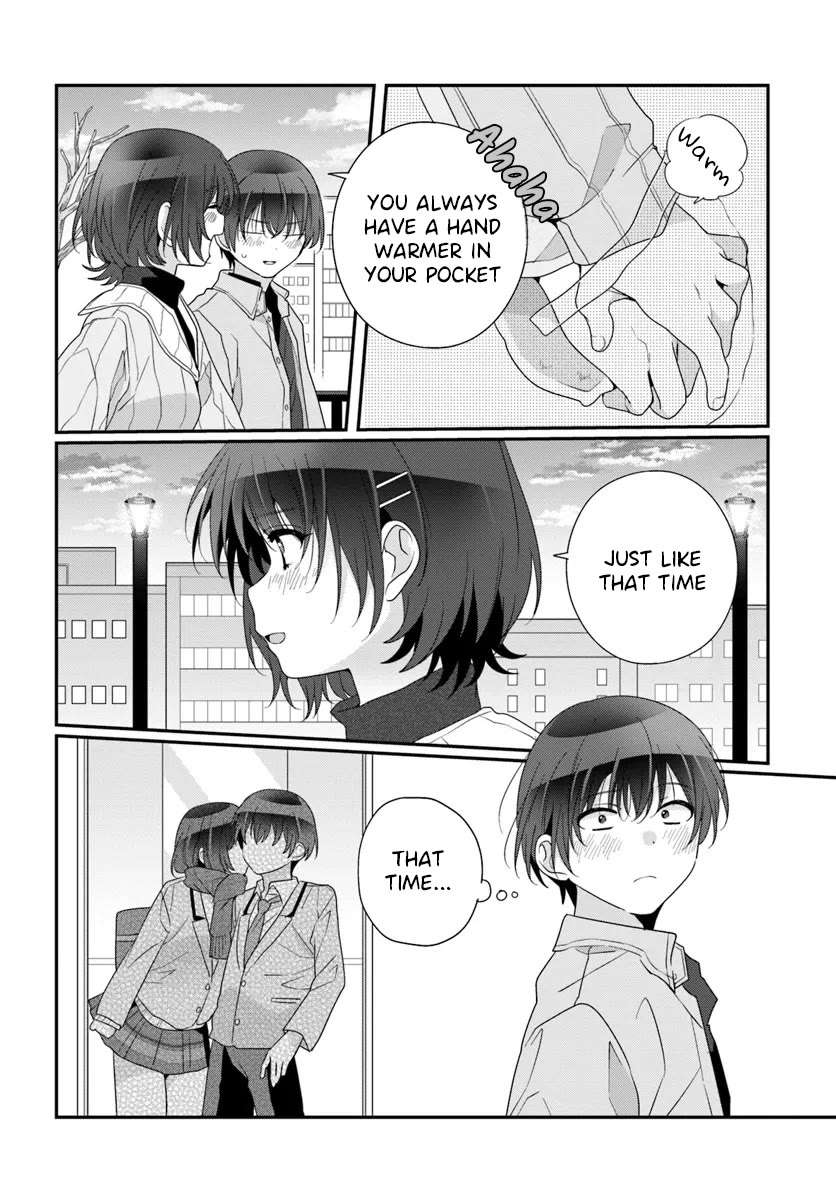 Warm
Ahaha
YOU ALWAYS
HAVE A HAND
WARMER IN
YOUR POCKET
JUST LIKE
THAT TIME
THAT
TIME...